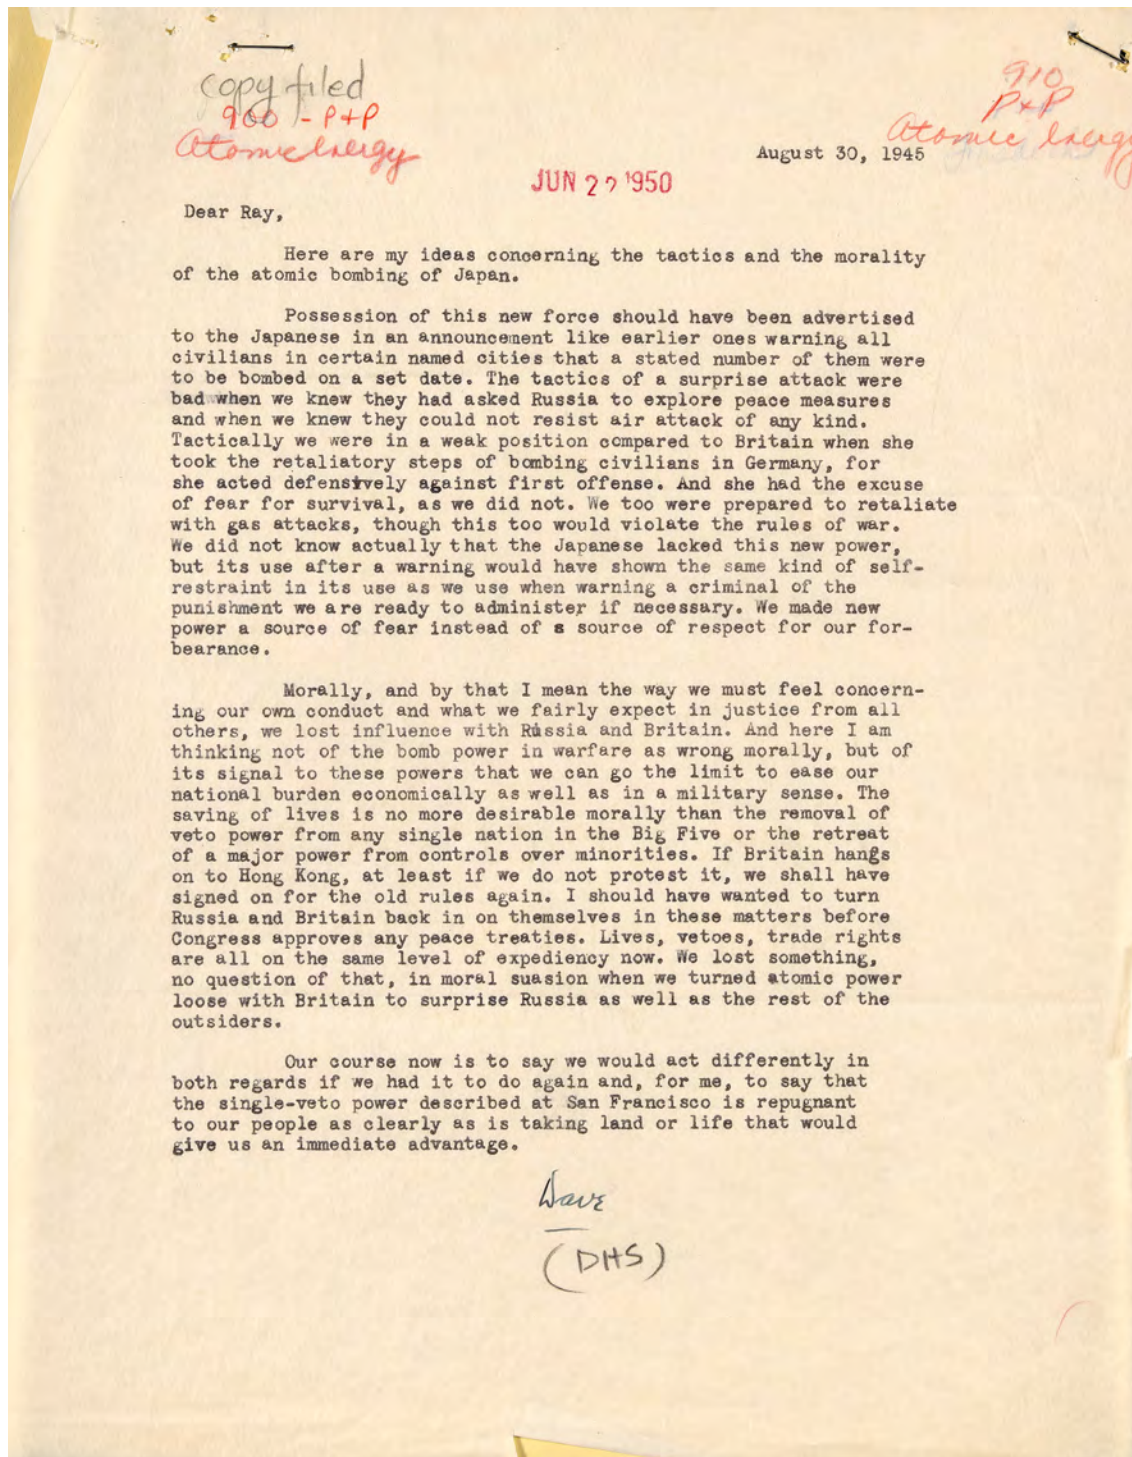 copy filed
900 - P+P
Atomic Energy
910
P+P
Atomic Energy
August 30, 1945
JUN 22 1950
Dear Ray,
Here are my ideas concerning the tactics and the morality
of the atomic bombing of Japan.
Possession of this new force should have been advertised
to the Japanese in an announcement like earlier ones warning all
civilians in certain named cities that a stated number of them were
to be bombed on a set date. The tactics of a surprise attack were
bad when we knew they had asked Russia to explore peace measures
and when we knew they could not resist air attack of any kind.
Tactically we were in a weak position compared to Britain when she
took the retaliatory steps of bombing civilians in Germany, for
she acted defensively against first offense. And she had the excuse
of fear for survival, as we did not. We too were prepared to retaliate
with gas attacks, though this too would violate the rules of war.
We did not know actually that the Japanese lacked this new power,
but its use after a warning would have shown the same kind of self-
restraint in its use as we use when warning a criminal of the
punishment we are ready to administer if necessary. We made new
power a source of fear instead of a source of respect for our for-
bearance.
Morally, and by that I mean the way we must feel concern-
ing our own conduct and what we fairly expect in justice from all
others, we lost influence with Russia and Britain. And here I am
thinking not of the bomb power in warfare as wrong morally, but of
its signal to these powers that we can go the limit to ease our
national burden economically as well as in a military sense. The
saving of lives is no more desirable morally than the removal of
veto power from any single nation in the Big Five or the retreat
of a major power from controls over minorities. If Britain hangs
on to Hong Kong, at least if we do not protest it, we shall have
signed on for the old rules again. I should have wanted to turn
Russia and Britain back in on themselves in these matters before
Congress approves any peace treaties. Lives, vetoes, trade rights
are all on the same level of expediency now. We lost something,
no question of that, in moral suasion when we turned atomic power
loose with Britain to surprise Russia as well as the rest of the
outsiders.
Our course now is to say we would act differently in
both regards if we had it to do again and, for me, to say that
the single-veto power described at San Francisco is repugnant
to our people as clearly as is taking land or life that would
give us an immediate advantage.
Dave
(DHS)